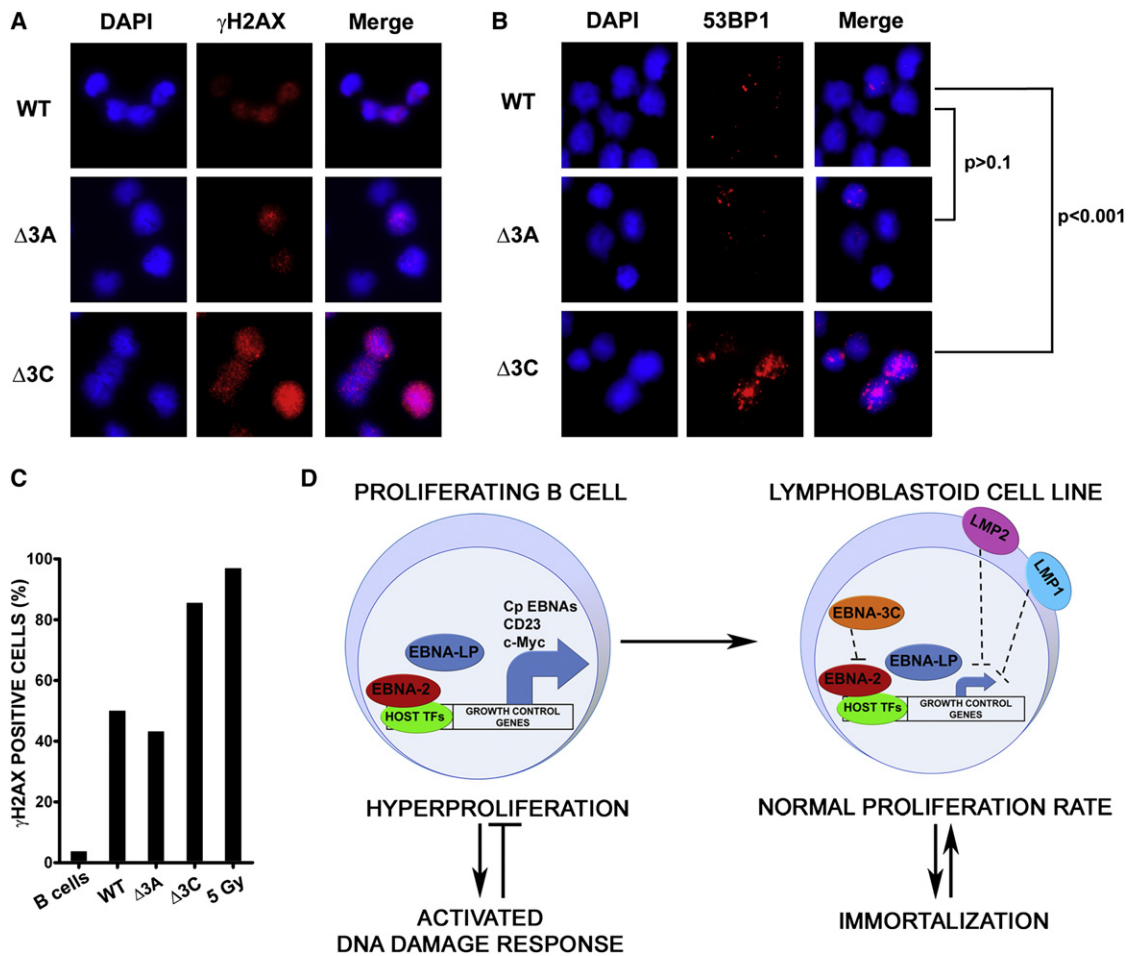 A
DAPI
γH2AX
Merge
WT
Δ3A
Δ3C
B
DAPI
53BP1
Merge
WT
Δ3A
Δ3C
p>0.1
p<0.001
C
γH2AX POSITIVE CELLS (%)
100
80
60
40
20
0
B cells
WT
Δ3A
Δ3C
5 Gy
D
PROLIFERATING B CELL
Cp EBNAs
CD23
c-Myc
EBNA-LP
EBNA-2
HOST TFs
GROWTH CONTROL
GENES
HYPERPROLIFERATION
ACTIVATED
DNA DAMAGE RESPONSE
LYMPHOBLASTOID CELL LINE
LMP2
LMP1
EBNA-3C
EBNA-LP
EBNA-2
HOST TFs
GROWTH CONTROL
GENES
NORMAL PROLIFERATION RATE
IMMORTALIZATION